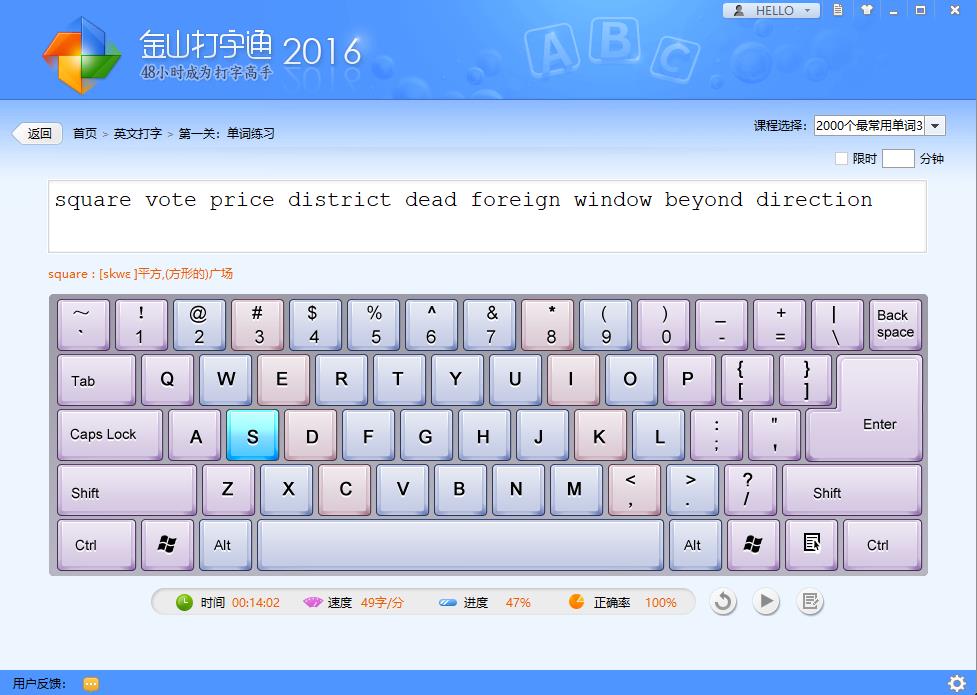 HELLO
金山打字通 2016
48小时成为打字高手
A B C
返回 首页 > 英文打字 > 第一关：单词练习
课程选择： 2000个最常用单词3
限时 分钟
square vote price district dead foreign window beyond direction
square : [skwɛ ]平方,(方形的)广场
~ ! @ # $ % ^ & * ( ) _ + | Back
` 1 2 3 4 5 6 7 8 9 0 - = \ space
Tab Q W E R T Y U I O P { }
[ ]
Enter
Caps Lock A S D F G H J K L : "
; '
Shift Z X C V B N M < > ? Shift
, . /
Ctrl Alt Alt Ctrl
时间 00:14:02 速度 49字/分 进度 47% 正确率 100%
用户反馈：